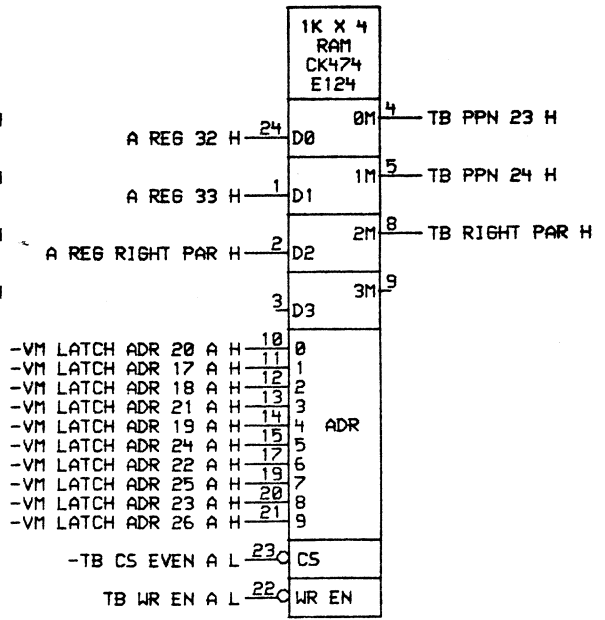 1K X 4
RAM
CK474
E124
4
0M TB PPN 23 H
24
A REG 32 H D0
5
1M TB PPN 24 H
1
A REG 33 H D1
8
2M TB RIGHT PAR H
2
A REG RIGHT PAR H D2
9
3M
3
D3
-VM LATCH ADR 20 A H 10 0
-VM LATCH ADR 17 A H 11 1
-VM LATCH ADR 18 A H 12 2
-VM LATCH ADR 21 A H 13 3
-VM LATCH ADR 19 A H 14 4 ADR
-VM LATCH ADR 24 A H 15 5
-VM LATCH ADR 22 A H 17 6
-VM LATCH ADR 25 A H 19 7
-VM LATCH ADR 23 A H 20 8
-VM LATCH ADR 26 A H 21 9
-TB CS EVEN A L 23 CS
TB WR EN A L 22 WR EN